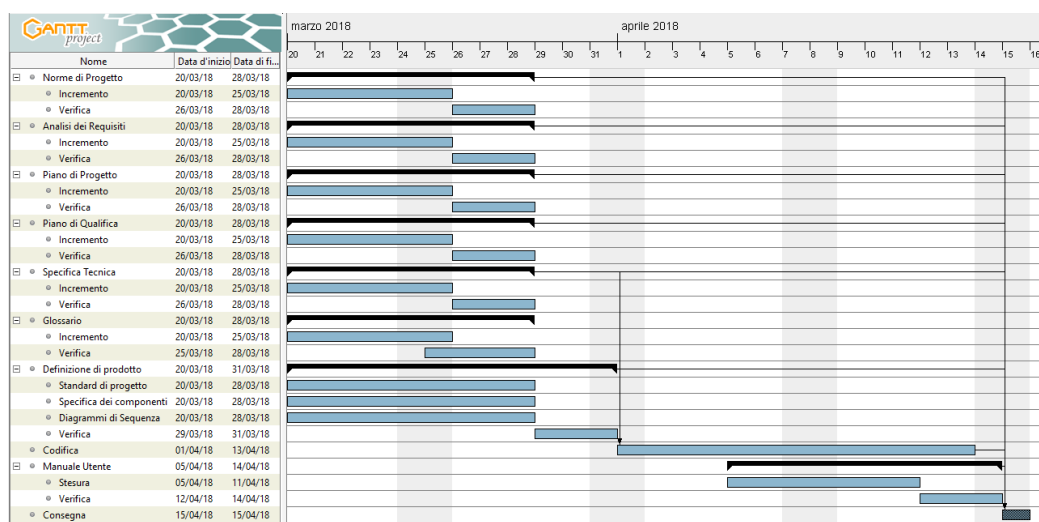 GANTT project
marzo 2018 aprile 2018
20 21 22 23 24 25 26 27 28 29 30 31 1 2 3 4 5 6 7 8 9 10 11 12 13 14 15 16
Nome Data d'inizio Data di fi...
Norme di Progetto 20/03/18 28/03/18
Incremento 20/03/18 25/03/18
Verifica 26/03/18 28/03/18
Analisi dei Requisiti 20/03/18 28/03/18
Incremento 20/03/18 25/03/18
Verifica 26/03/18 28/03/18
Piano di Progetto 20/03/18 28/03/18
Incremento 20/03/18 25/03/18
Verifica 26/03/18 28/03/18
Piano di Qualifica 20/03/18 28/03/18
Incremento 20/03/18 25/03/18
Verifica 26/03/18 28/03/18
Specifica Tecnica 20/03/18 28/03/18
Incremento 20/03/18 25/03/18
Verifica 26/03/18 28/03/18
Glossario 20/03/18 28/03/18
Incremento 20/03/18 25/03/18
Verifica 25/03/18 28/03/18
Definizione di prodotto 20/03/18 31/03/18
Standard di progetto 20/03/18 28/03/18
Specifica dei componenti 20/03/18 28/03/18
Diagrammi di Sequenza 20/03/18 28/03/18
Verifica 29/03/18 31/03/18
Codifica 01/04/18 13/04/18
Manuale Utente 05/04/18 14/04/18
Stesura 05/04/18 11/04/18
Verifica 12/04/18 14/04/18
Consegna 15/04/18 15/04/18